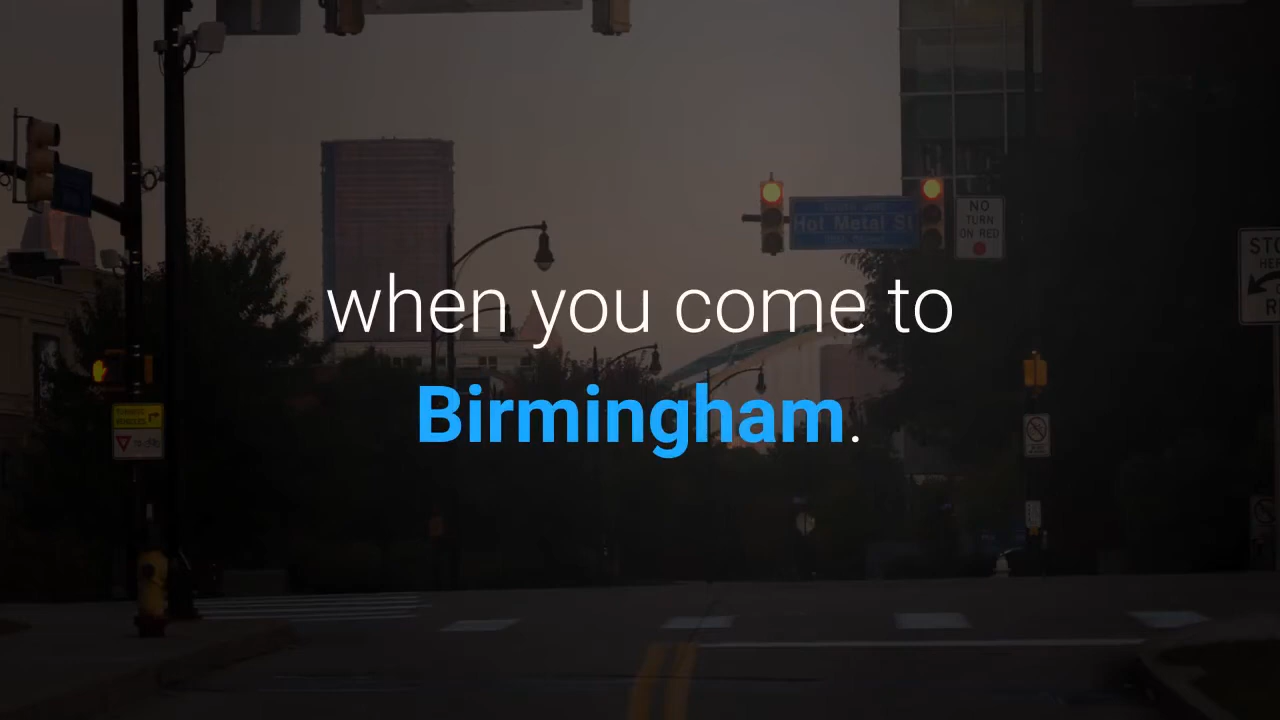 Hot Metal St
NO
TURN
ON RED
when you come to
Birmingham.